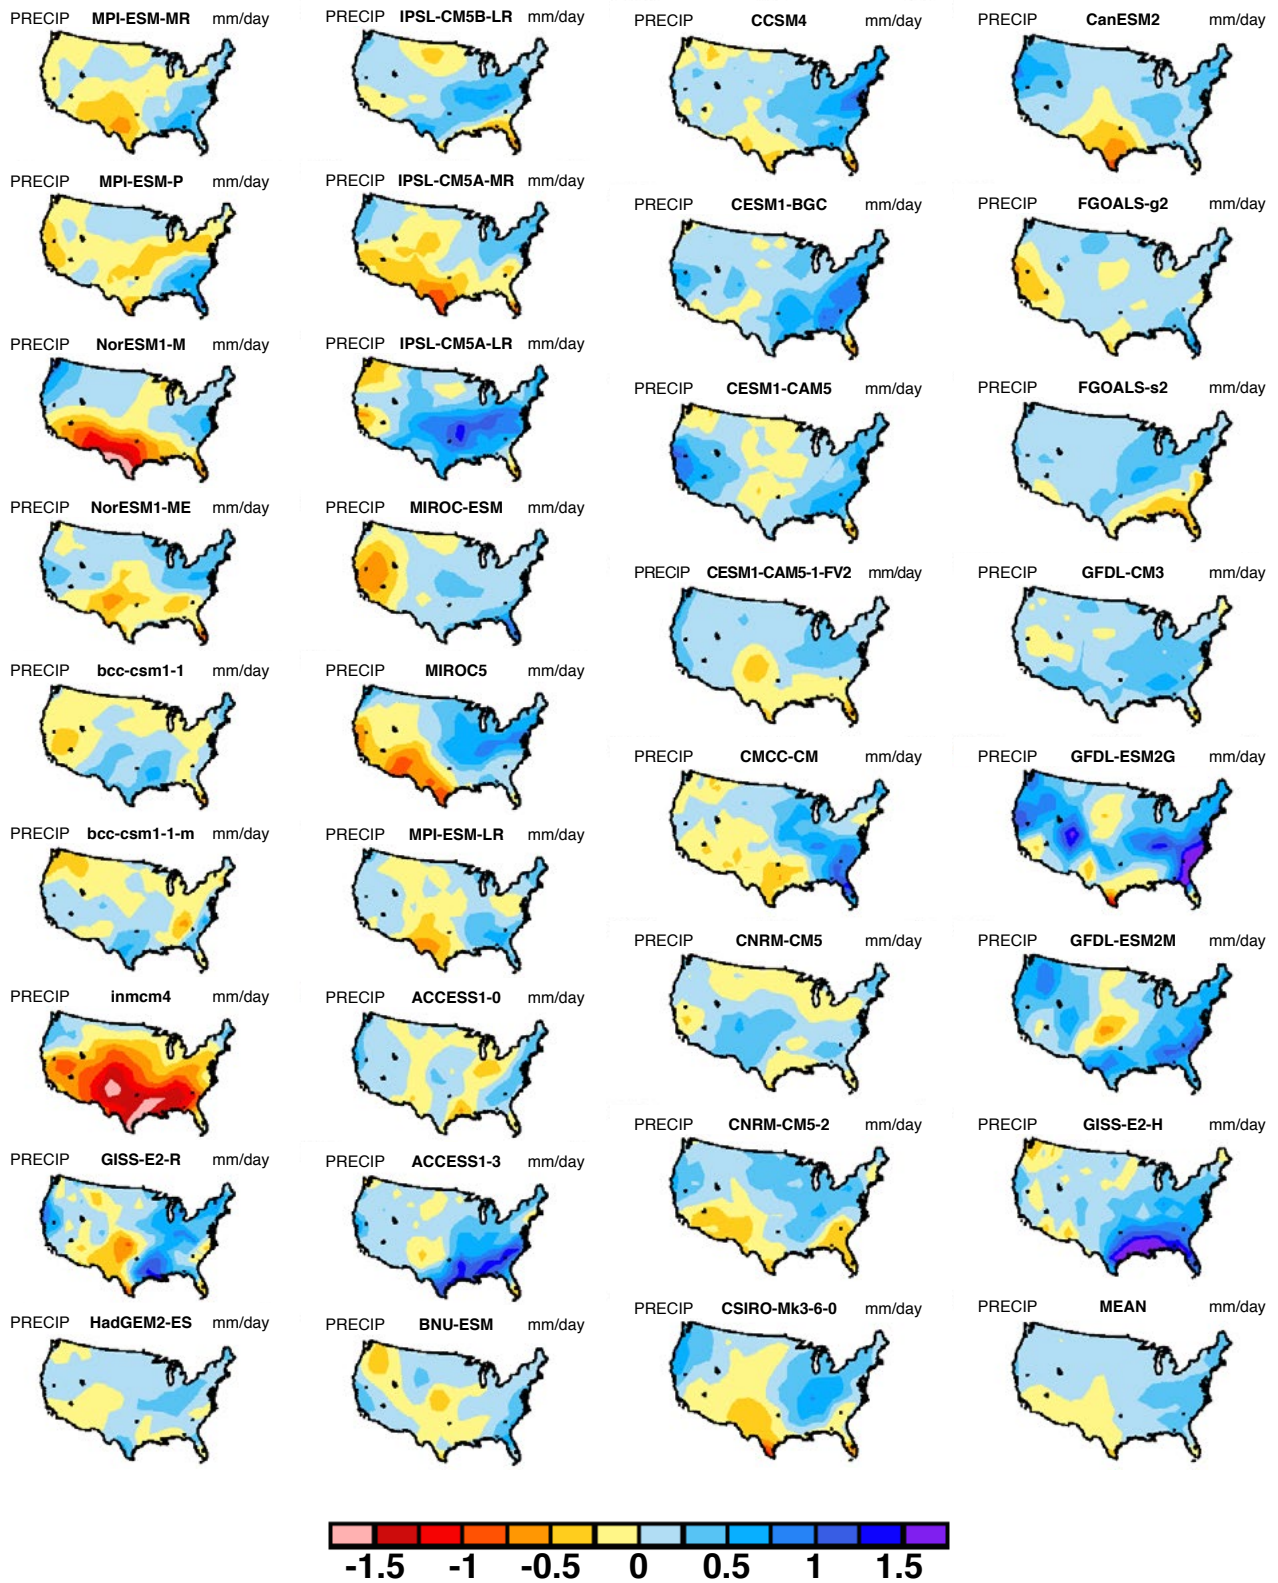 PRECIP MPI-ESM-MR mm/day
PRECIP IPSL-CM5B-LR mm/day
PRECIP CCSM4 mm/day
PRECIP CanESM2 mm/day
PRECIP MPI-ESM-P mm/day
PRECIP IPSL-CM5A-MR mm/day
PRECIP CESM1-BGC mm/day
PRECIP FGOALS-g2 mm/day
PRECIP NorESM1-M mm/day
PRECIP IPSL-CM5A-LR mm/day
PRECIP CESM1-CAM5 mm/day
PRECIP FGOALS-s2 mm/day
PRECIP NorESM1-ME mm/day
PRECIP MIROC-ESM mm/day
PRECIP CESM1-CAM5-1-FV2 mm/day
PRECIP GFDL-CM3 mm/day
PRECIP bcc-csm1-1 mm/day
PRECIP MIROC5 mm/day
PRECIP CMCC-CM mm/day
PRECIP GFDL-ESM2G mm/day
PRECIP bcc-csm1-1-m mm/day
PRECIP MPI-ESM-LR mm/day
PRECIP CNRM-CM5 mm/day
PRECIP GFDL-ESM2M mm/day
PRECIP inmcm4 mm/day
PRECIP ACCESS1-0 mm/day
PRECIP CNRM-CM5-2 mm/day
PRECIP GISS-E2-H mm/day
PRECIP GISS-E2-R mm/day
PRECIP ACCESS1-3 mm/day
PRECIP CSIRO-Mk3-6-0 mm/day
PRECIP MEAN mm/day
PRECIP HadGEM2-ES mm/day
PRECIP BNU-ESM mm/day
-1.5 -1 -0.5 0 0.5 1 1.5